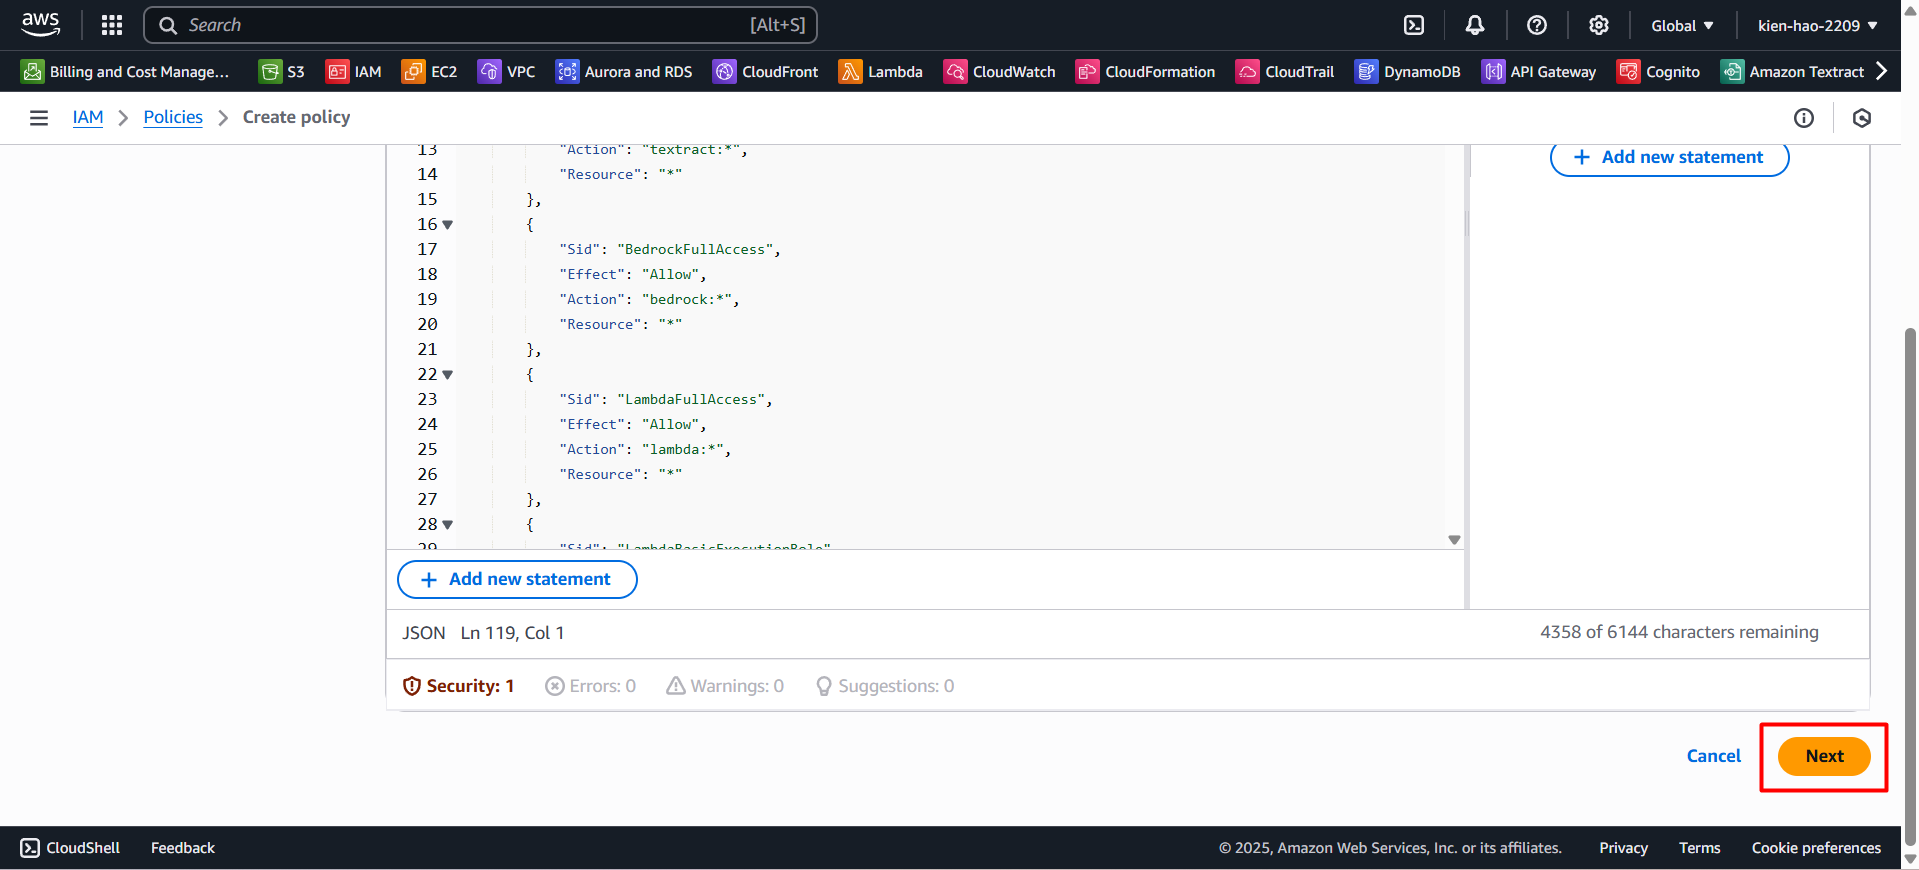 aws
Search [Alt+S]
Global ▼
kien-hao-2209 ▼
Billing and Cost Manage...
S3
IAM
EC2
VPC
Aurora and RDS
CloudFront
Lambda
CloudWatch
CloudFormation
CloudTrail
DynamoDB
API Gateway
Cognito
Amazon Textract
IAM > Policies > Create policy
13 "Action": "textract:*",
14 "Resource": "*"
15 },
16 {
17 "Sid": "BedrockFullAccess",
18 "Effect": "Allow",
19 "Action": "bedrock:*",
20 "Resource": "*"
21 },
22 {
23 "Sid": "LambdaFullAccess",
24 "Effect": "Allow",
25 "Action": "lambda:*",
26 "Resource": "*"
27 },
28 {
29 "Sid": "LambdaBasicExecutionRole"
+ Add new statement
+ Add new statement
JSON Ln 119, Col 1
4358 of 6144 characters remaining
Security: 1 Errors: 0 Warnings: 0 Suggestions: 0
Cancel
Next
CloudShell
Feedback
© 2025, Amazon Web Services, Inc. or its affiliates.
Privacy
Terms
Cookie preferences